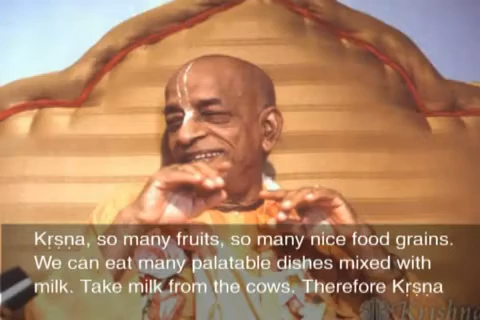 Kṛṣṇa, so many fruits, so many nice food grains.
We can eat many palatable dishes mixed with
milk. Take milk from the cows. Therefore Kṛṣṇa
Krishna